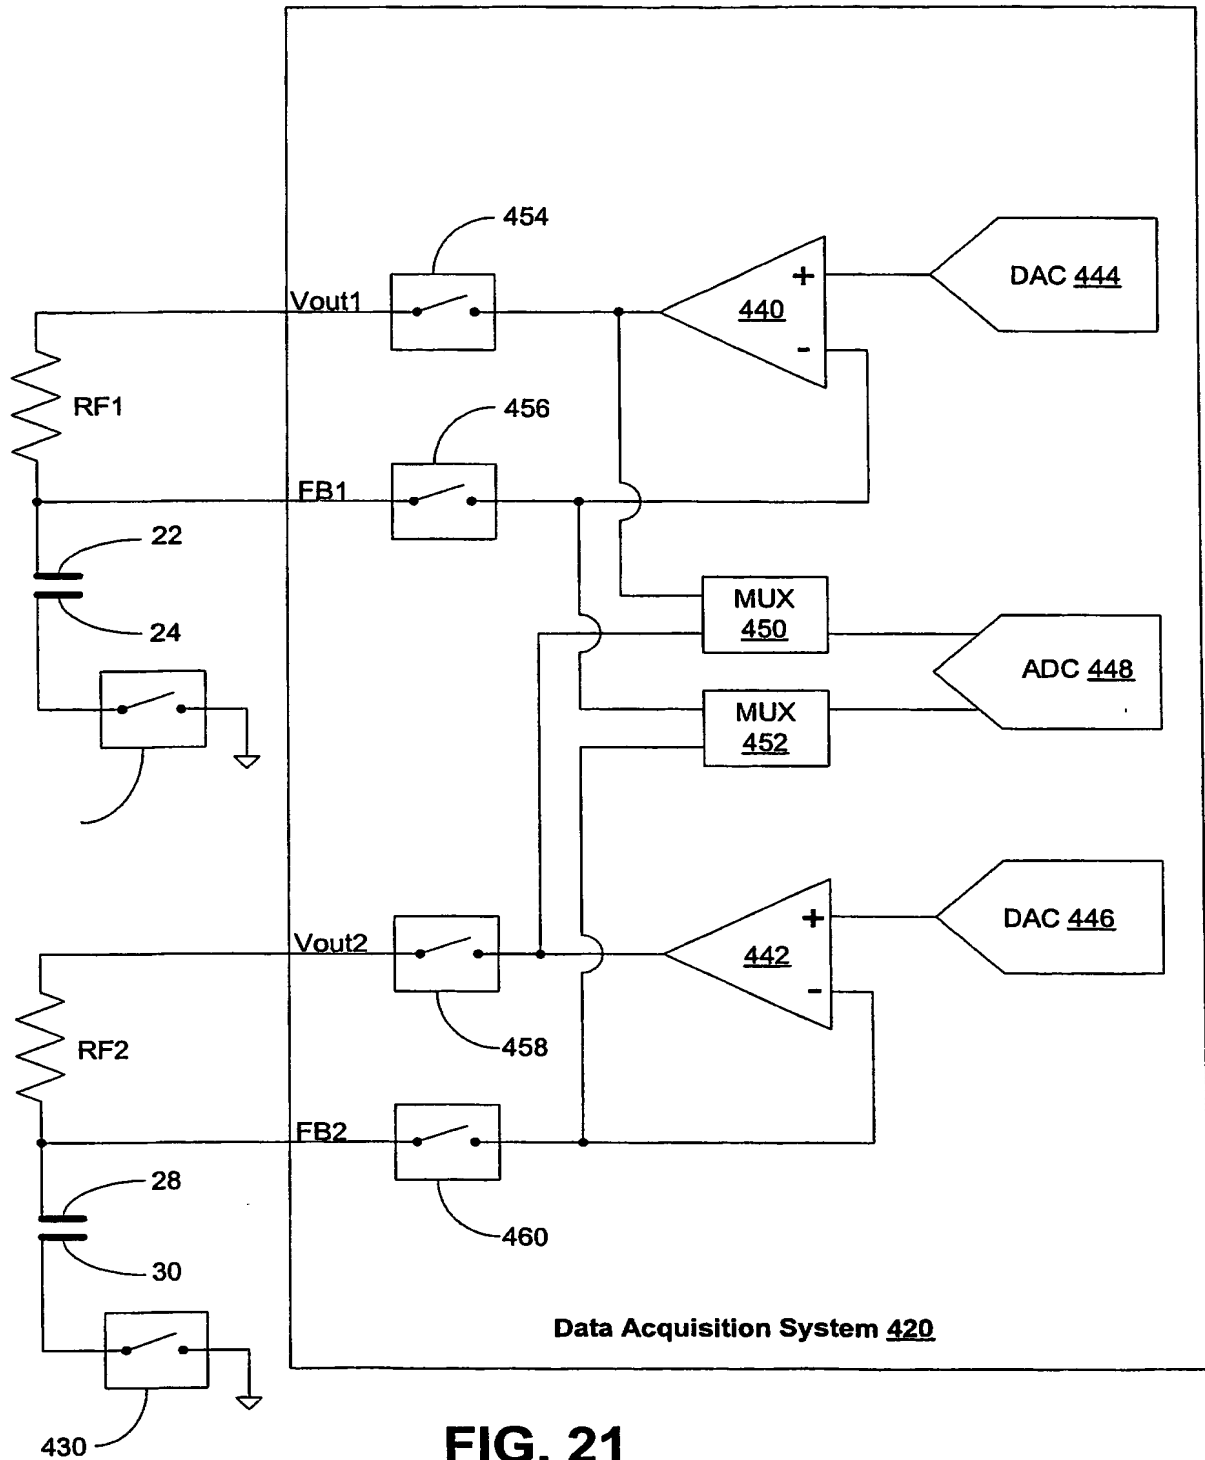 454
Vout1
+
440
-
DAC 444
RF1
456
FB1
22
24
MUX
450
ADC 448
MUX
452
Vout2
+
442
-
DAC 446
RF2
458
FB2
28
460
30
Data Acquisition System 420
430
FIG. 21